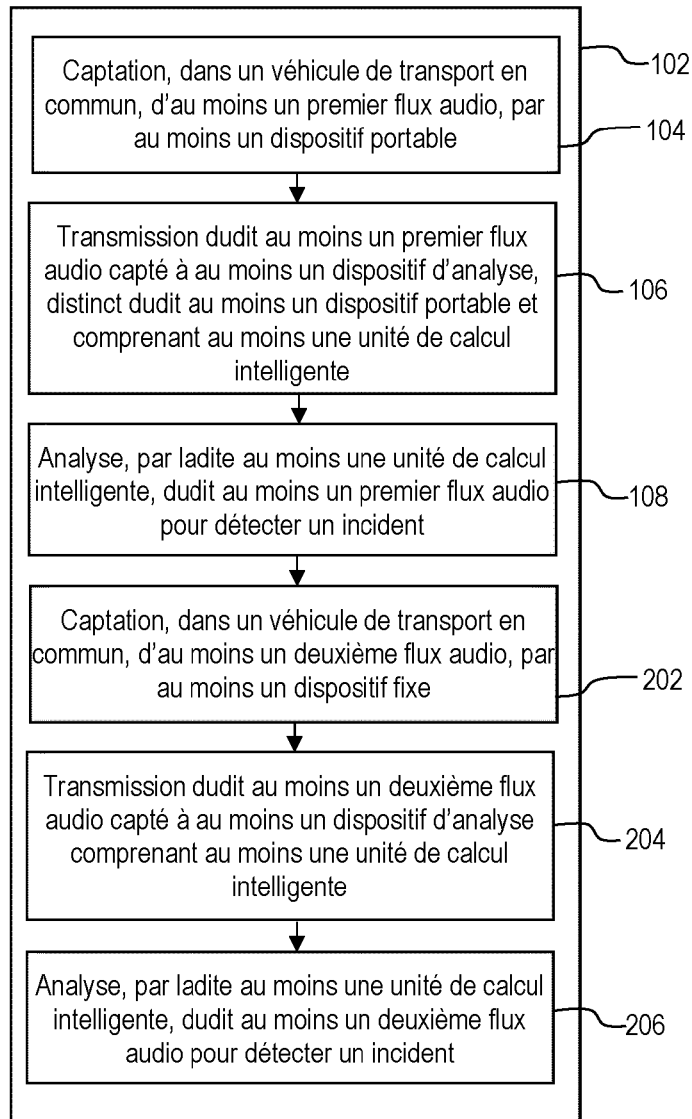 102
Captation, dans un véhicule de transport en
commun, d'au moins un premier flux audio, par
au moins un dispositif portable
104
Transmission dudit au moins un premier flux
audio capté à au moins un dispositif d'analyse,
distinct dudit au moins un dispositif portable et
comprenant au moins une unité de calcul
intelligente
106
Analyse, par ladite au moins une unité de calcul
intelligente, dudit au moins un premier flux audio
pour détecter un incident
108
Captation, dans un véhicule de transport en
commun, d'au moins un deuxième flux audio, par
au moins un dispositif fixe
202
Transmission dudit au moins un deuxième flux
audio capté à au moins un dispositif d'analyse
comprenant au moins une unité de calcul
intelligente
204
Analyse, par ladite au moins une unité de calcul
intelligente, dudit au moins un deuxième flux
audio pour détecter un incident
206